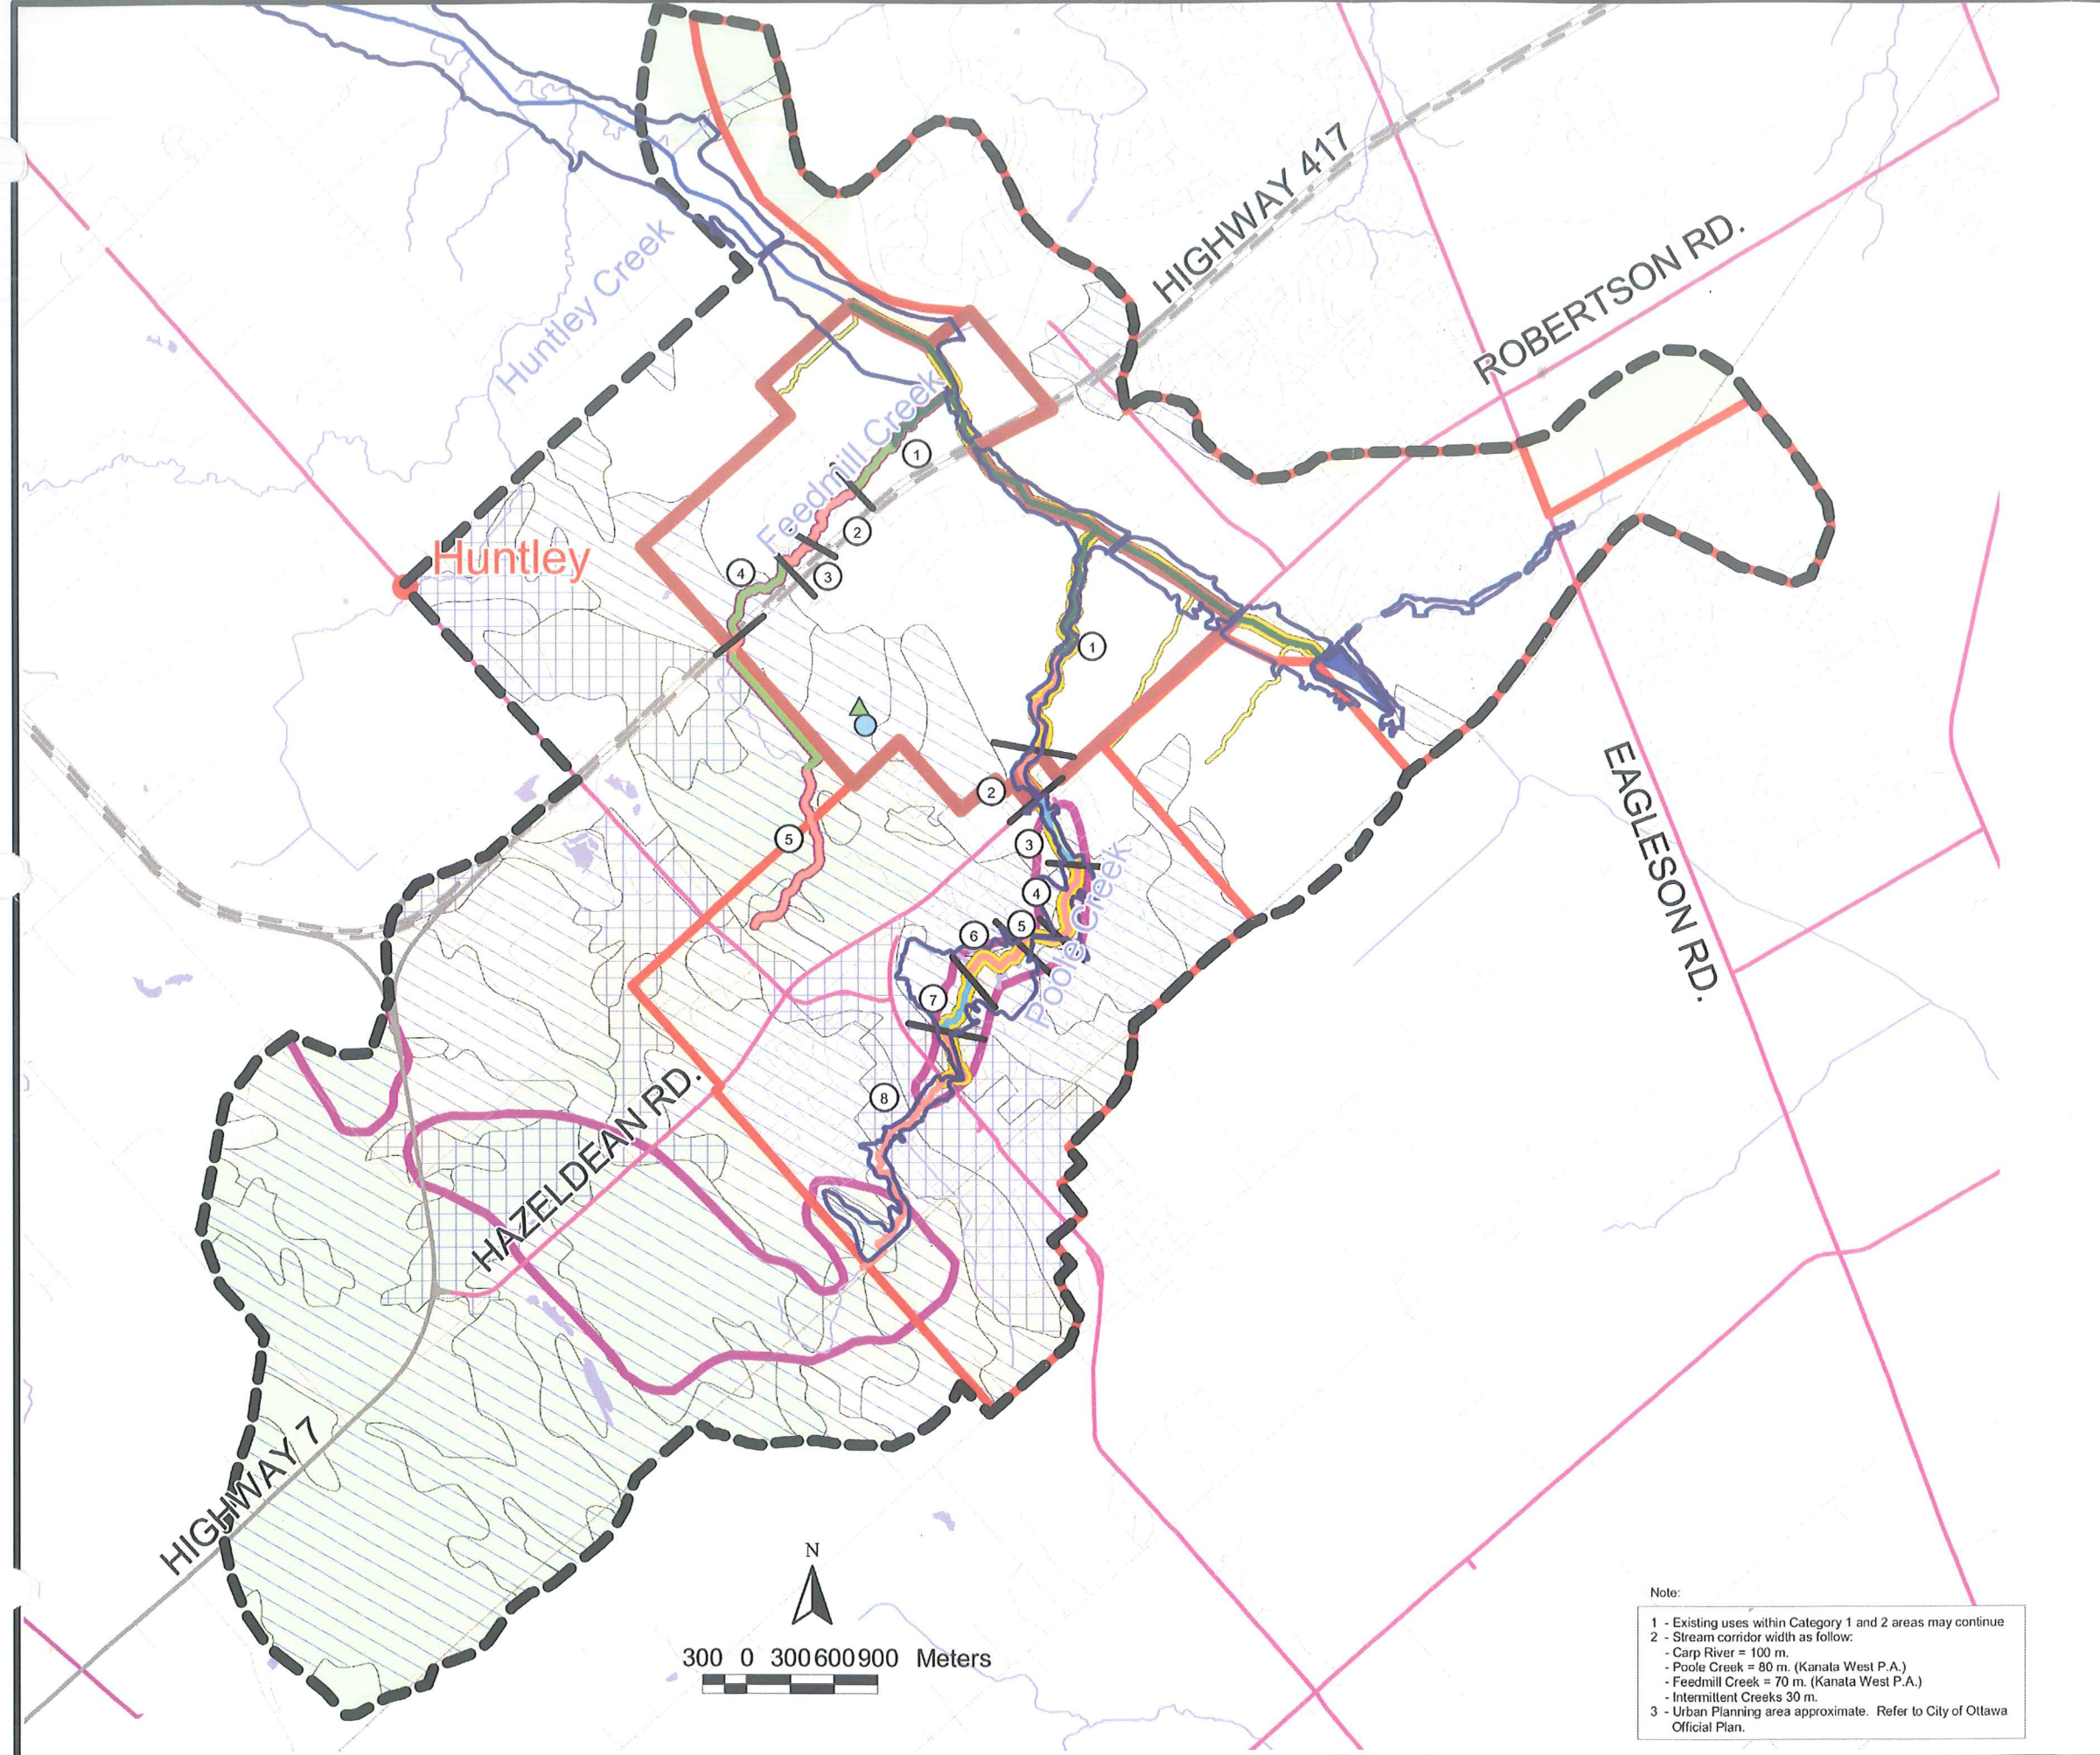 HIGHWAY 417
ROBERTSON RD.
Huntley Creek
Feedmill Creek
1
2
3
4
Huntley
1
2
5
3
4
5
6
7
8
Poole Creek
EAGLESON RD.
HAZELDEAN RD.
HIGHWAY 7
N
300 0 300 600 900 Meters
Note:
1 - Existing uses within Category 1 and 2 areas may continue
2 - Stream corridor width as follow:
- Carp River = 100 m.
- Poole Creek = 80 m. (Kanata West P.A.)
- Feedmill Creek = 70 m. (Kanata West P.A.)
- Intermittent Creeks 30 m.
3 - Urban Planning area approximate. Refer to City of Ottawa
Official Plan.